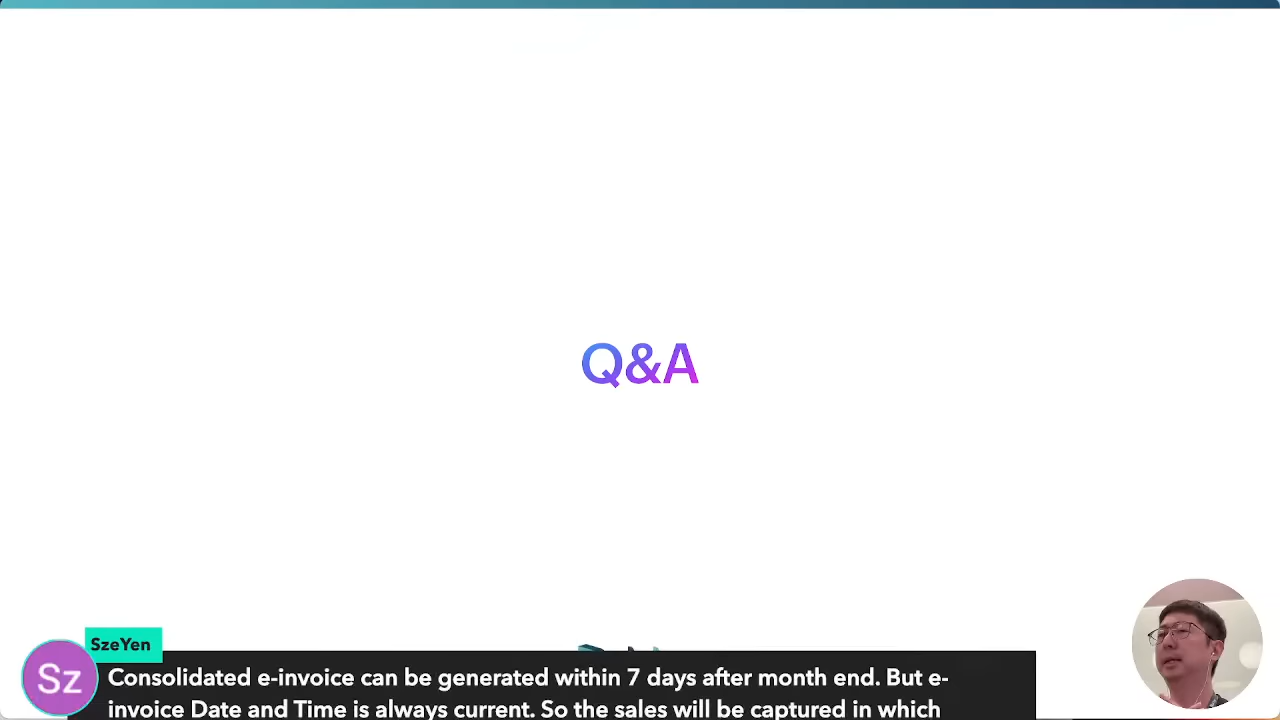 Q&A
SzeYen
Sz
Consolidated e-invoice can be generated within 7 days after month end. But e-
invoice Date and Time is always current. So the sales will be captured in which